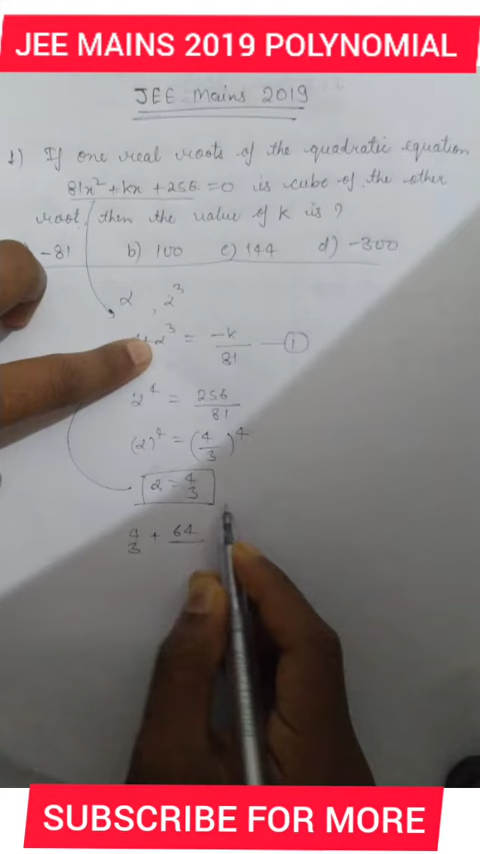 JEE MAINS 2019 POLYNOMIAL
JEE Mains 2019
1) If one real roots of the quadratic equation
81x² + kx + 256 = 0 is cube of the other
root, then the value of k is ?
-81 b) 100 c) 144 d) -300
α , α³
α³ = -k/81 — ①
α⁴ = 256/81
(α)⁴ = (4/3)⁴
α = 4/3
4/3 + 64
SUBSCRIBE FOR MORE